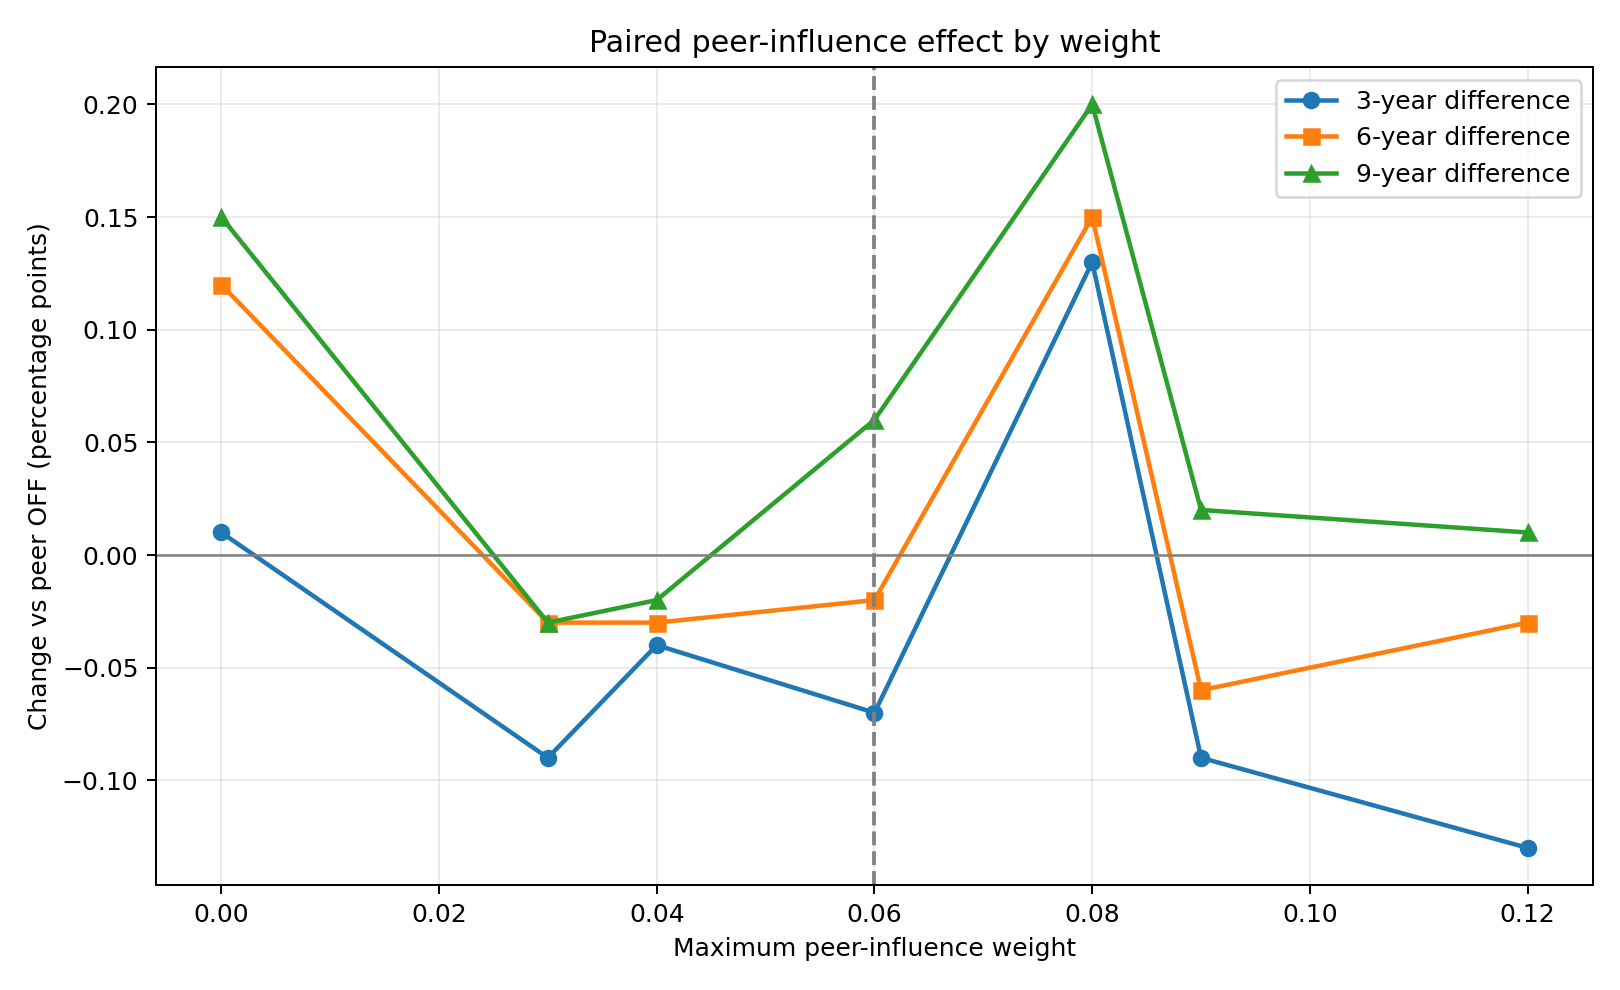 Paired peer-influence effect by weight
3-year difference
6-year difference
9-year difference
Change vs peer OFF (percentage points)
0.20
0.15
0.10
0.05
0.00
−0.05
−0.10
0.00 0.02 0.04 0.06 0.08 0.10 0.12
Maximum peer-influence weight